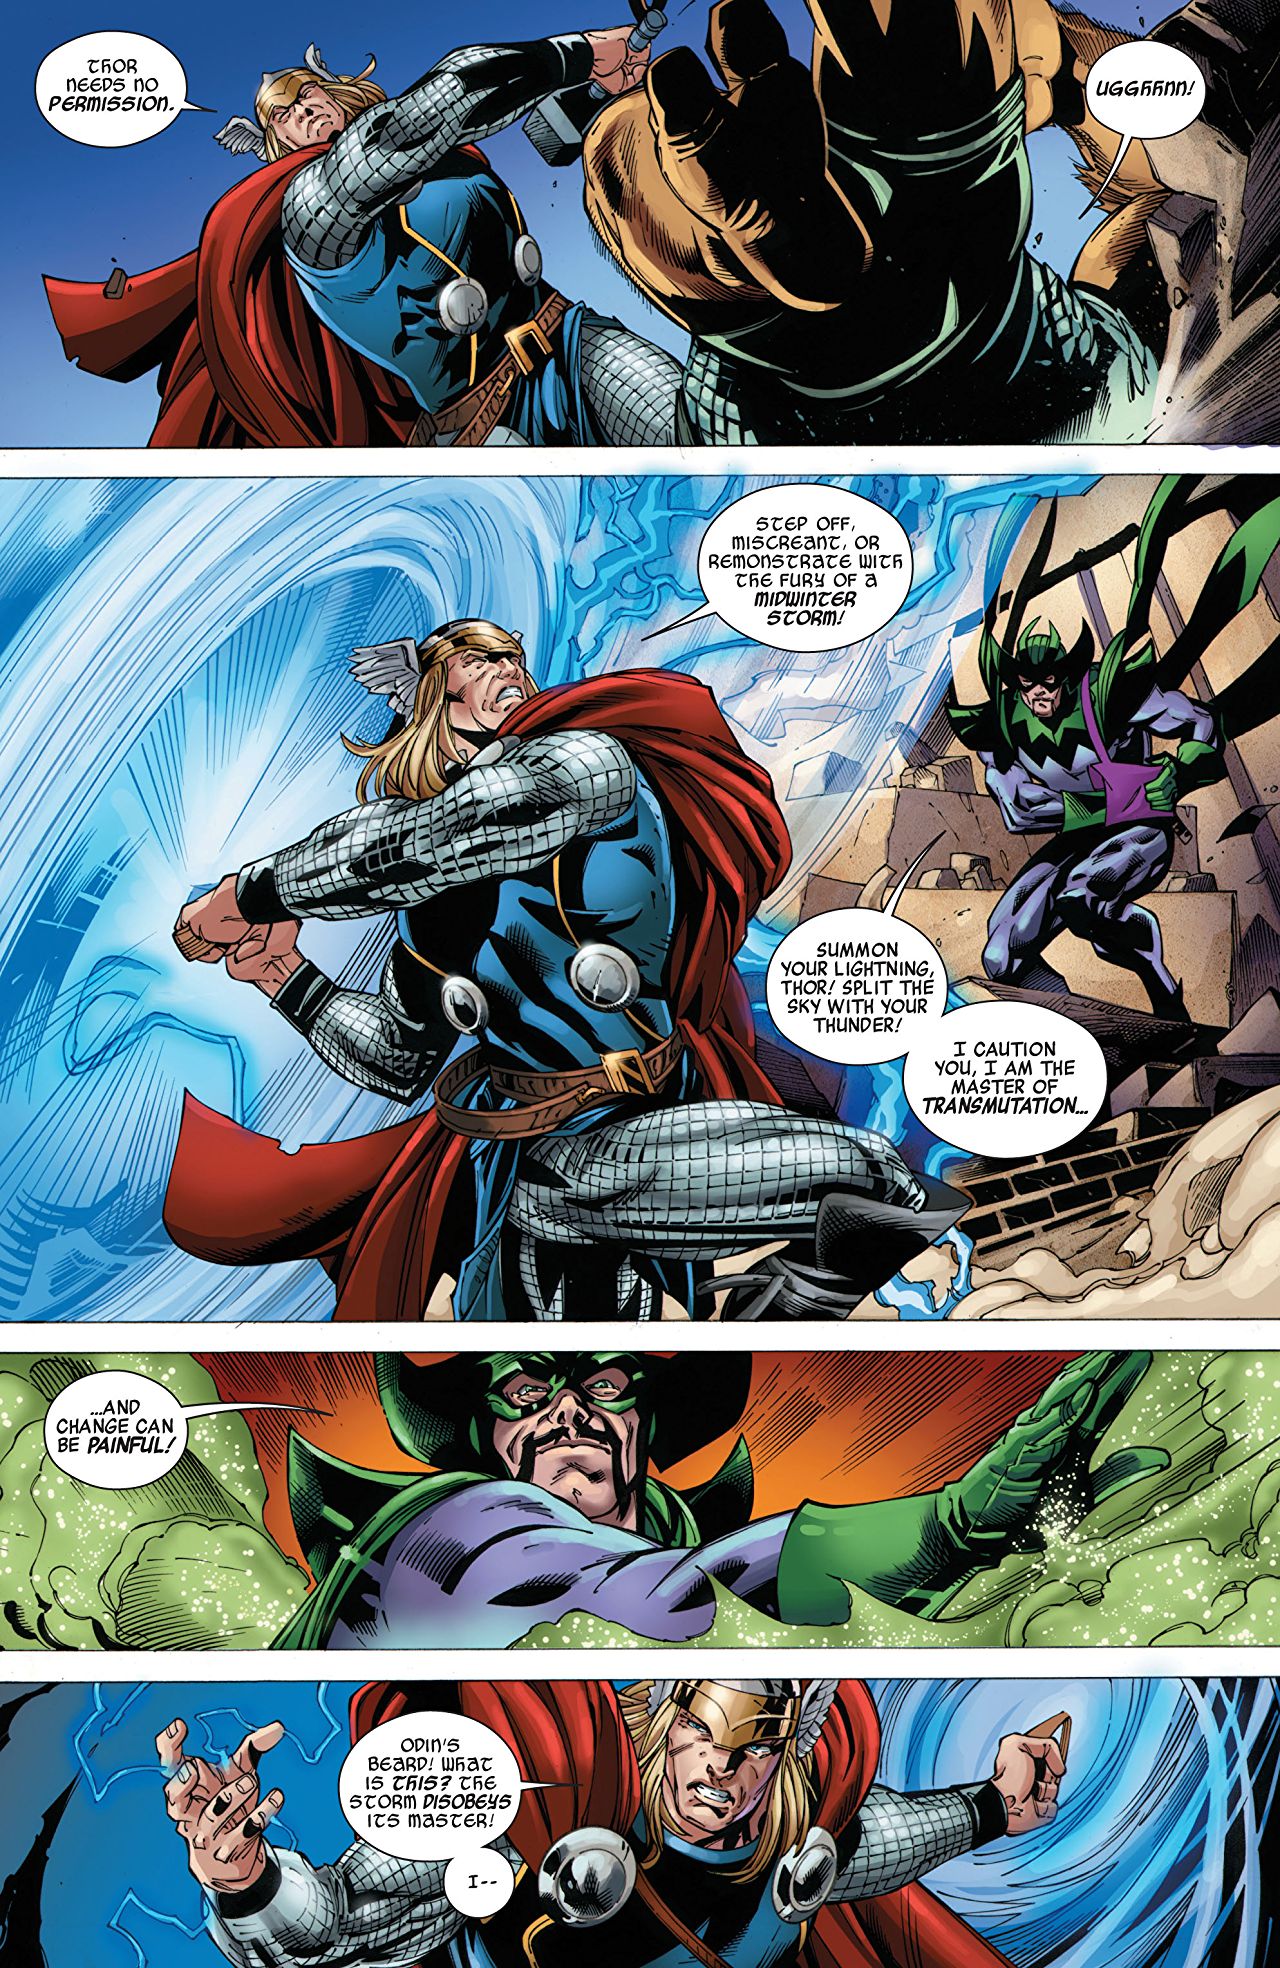 THOR
NEEDS NO
PERMISSION.
UGGHHNN!
STEP OFF,
MISCREANT, OR
REMONSTRATE WITH
THE FURY OF A
MIDWINTER
STORM!
SUMMON
YOUR LIGHTNING,
THOR! SPLIT THE
SKY WITH YOUR
THUNDER!
I CAUTION
YOU, I AM THE
MASTER OF
TRANSMUTATION...
...AND
CHANGE CAN
BE PAINFUL!
ODIN'S
BEARD! WHAT
IS THIS? THE
STORM DISOBEYS
ITS MASTER!
I--